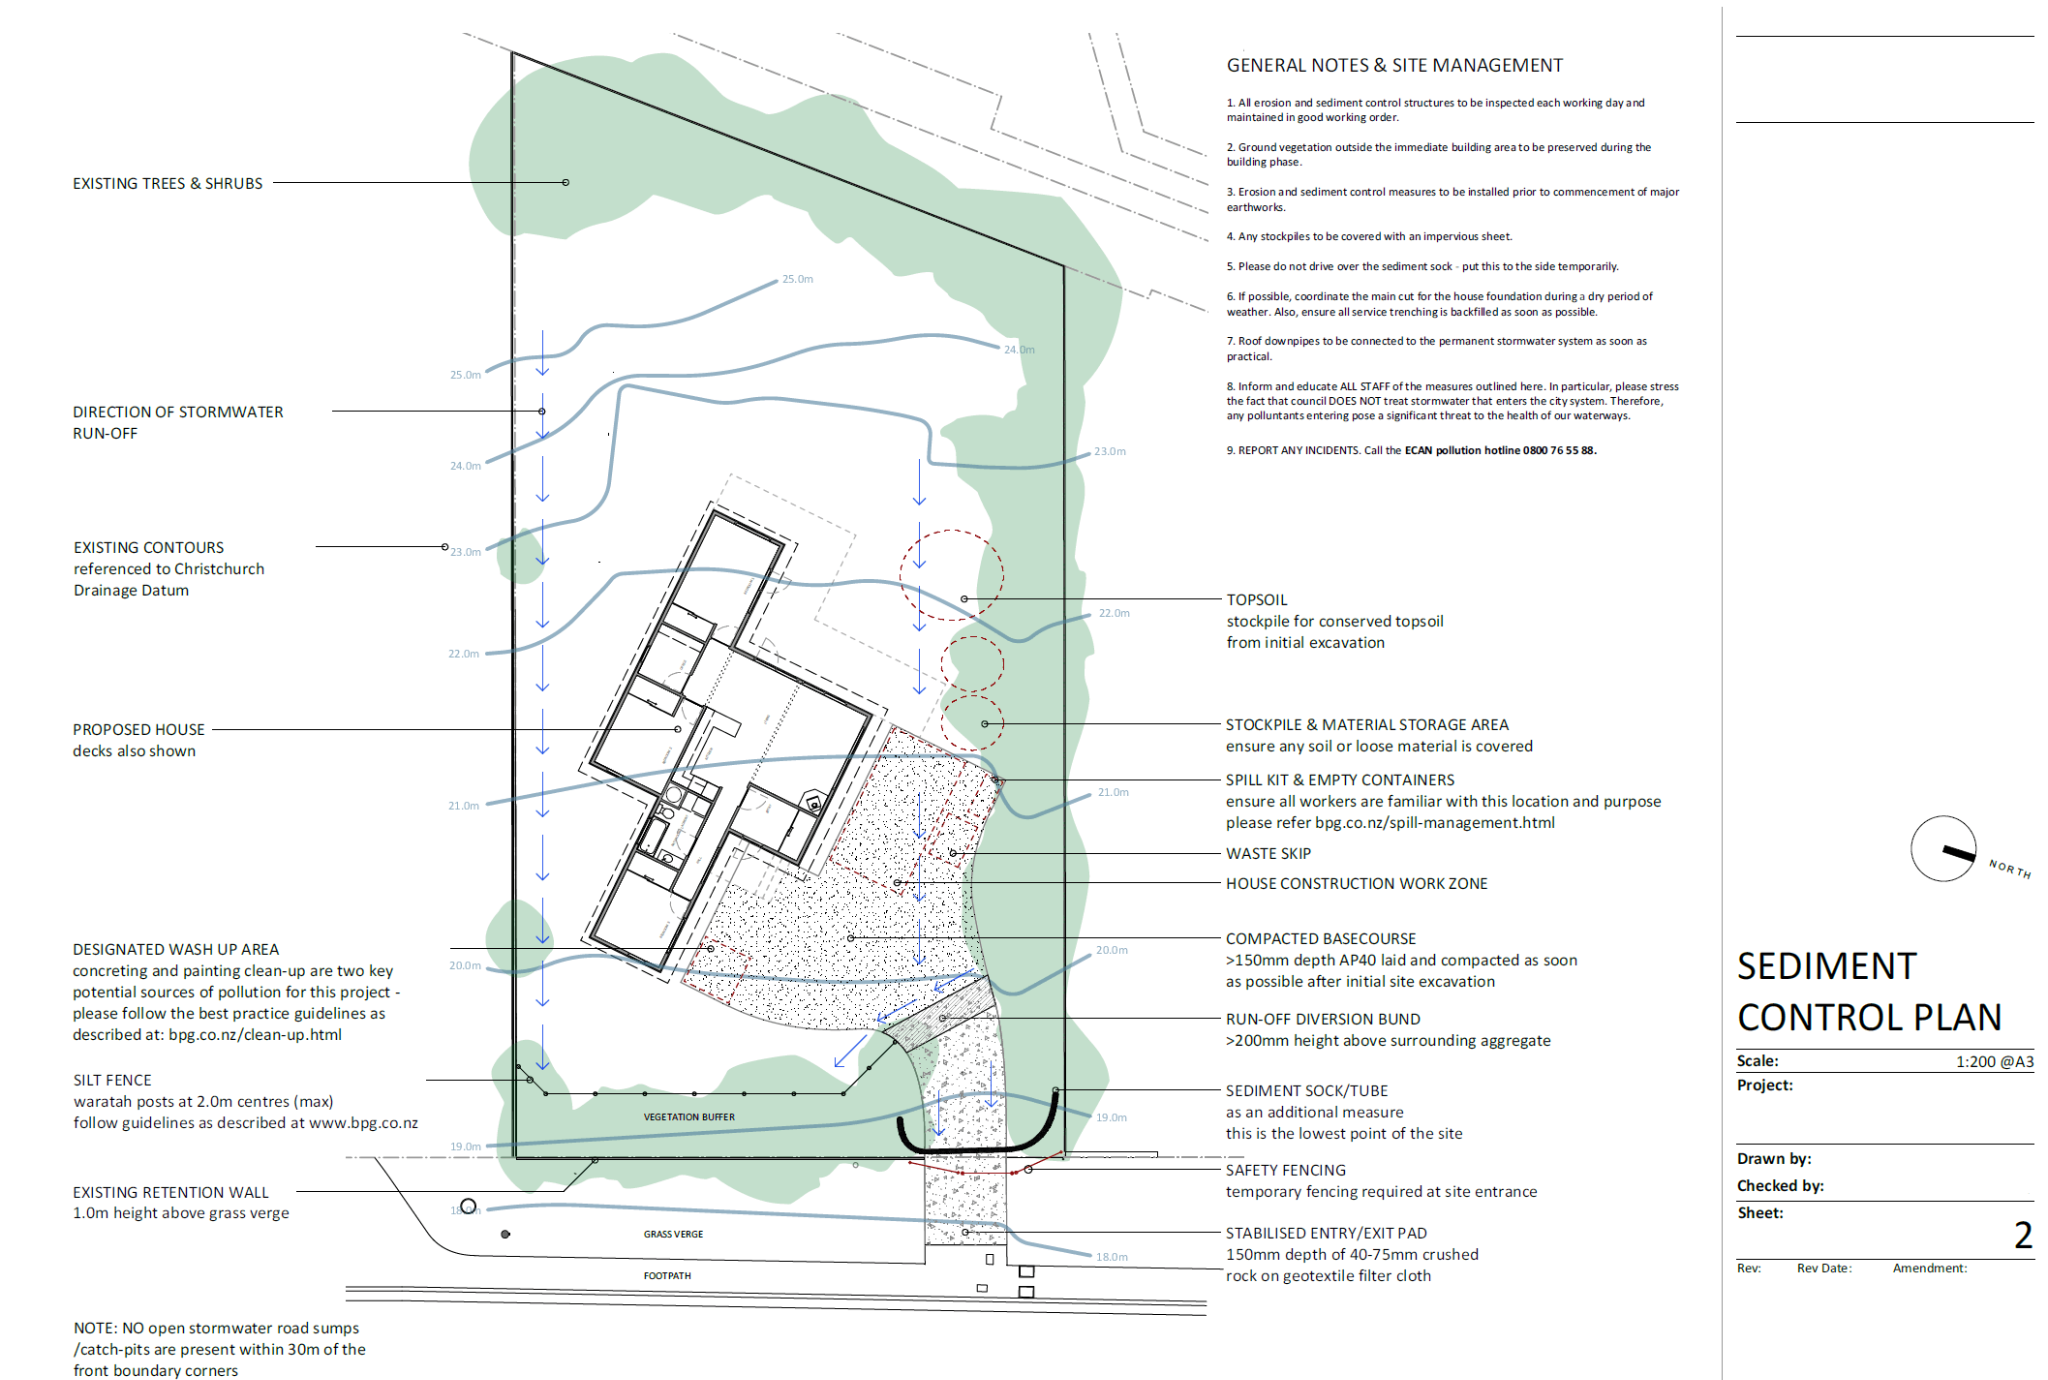 GENERAL NOTES & SITE MANAGEMENT
1. All erosion and sediment control structures to be inspected each working day and
maintained in good working order.
2. Ground vegetation outside the immediate building area to be preserved during the
building phase.
3. Erosion and sediment control measures to be installed prior to commencement of major
earthworks.
4. Any stockpiles to be covered with an impervious sheet.
5. Please do not drive over the sediment sock - put this to the side temporarily.
6. If possible, coordinate the main cut for the house foundation during a dry period of
weather. Also, ensure all service trenching is backfilled as soon as possible.
7. Roof downpipes to be connected to the permanent stormwater system as soon as
practical.
8. Inform and educate ALL STAFF of the measures outlined here. In particular, please stress
the fact that council DOES NOT treat stormwater that enters the city system. Therefore,
any polluntants entering pose a significant threat to the health of our waterways.
9. REPORT ANY INCIDENTS. Call the ECAN pollution hotline 0800 76 55 88.
EXISTING TREES & SHRUBS
DIRECTION OF STORMWATER
RUN-OFF
EXISTING CONTOURS
referenced to Christchurch
Drainage Datum
PROPOSED HOUSE
decks also shown
DESIGNATED WASH UP AREA
concreting and painting clean-up are two key
potential sources of pollution for this project -
please follow the best practice guidelines as
described at: bpg.co.nz/clean-up.html
SILT FENCE
waratah posts at 2.0m centres (max)
follow guidelines as described at www.bpg.co.nz
EXISTING RETENTION WALL
1.0m height above grass verge
NOTE: NO open stormwater road sumps
/catch-pits are present within 30m of the
front boundary corners
25.0m
25.0m
24.0m
24.0m
23.0m
23.0m
22.0m
22.0m
21.0m
21.0m
20.0m
20.0m
19.0m
19.0m
18.0m
18.0m
VEGETATION BUFFER
GRASS VERGE
FOOTPATH
TOPSOIL
stockpile for conserved topsoil
from initial excavation
STOCKPILE & MATERIAL STORAGE AREA
ensure any soil or loose material is covered
SPILL KIT & EMPTY CONTAINERS
ensure all workers are familiar with this location and purpose
please refer bpg.co.nz/spill-management.html
WASTE SKIP
HOUSE CONSTRUCTION WORK ZONE
COMPACTED BASECOURSE
>150mm depth AP40 laid and compacted as soon
as possible after initial site excavation
RUN-OFF DIVERSION BUND
>200mm height above surrounding aggregate
SEDIMENT SOCK/TUBE
as an additional measure
this is the lowest point of the site
SAFETY FENCING
temporary fencing required at site entrance
STABILISED ENTRY/EXIT PAD
150mm depth of 40-75mm crushed
rock on geotextile filter cloth
NORTH
SEDIMENT
CONTROL PLAN
Scale: 1:200 @A3
Project:
Drawn by:
Checked by:
Sheet:
2
Rev: Rev Date: Amendment: